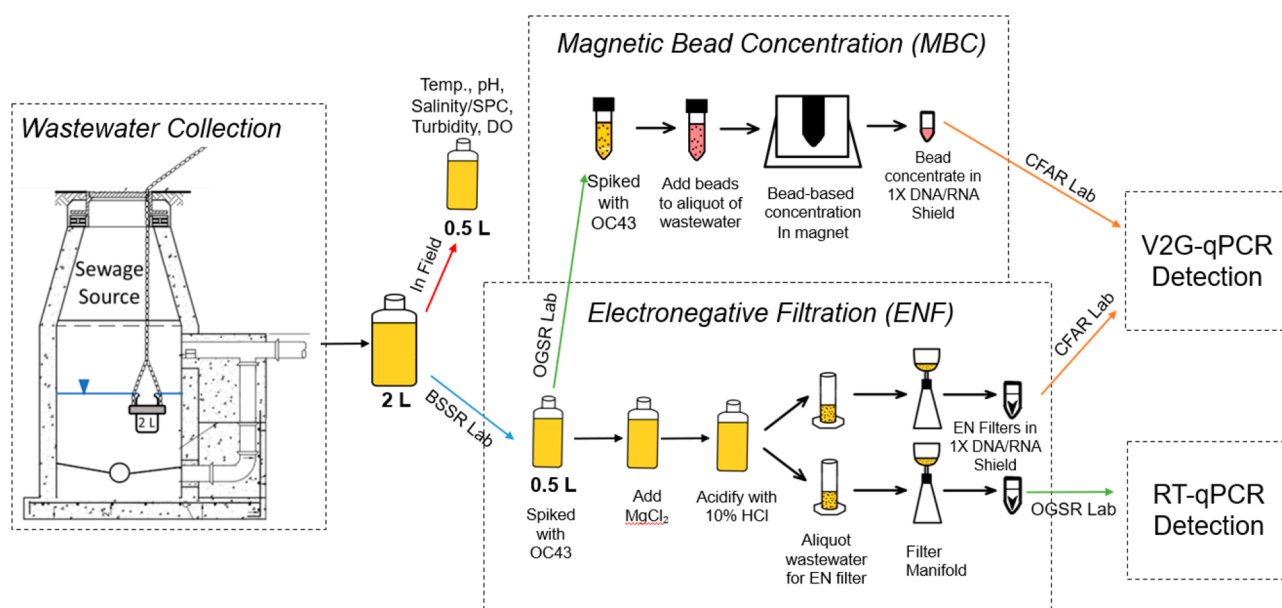 Wastewater Collection
Sewage
Source
2 L
2 L
In Field
Temp., pH,
Salinity/SPC,
Turbidity, DO
0.5 L
BSSR Lab
OGSR Lab
Magnetic Bead Concentration (MBC)
Spiked
with
OC43
Add beads
to aliquot of
wastewater
Bead-based
concentration
In magnet
Bead
concentrate in
1X DNA/RNA
Shield
CFAR Lab
Electronegative Filtration (ENF)
0.5 L
Spiked
with
OC43
Add
MgCl₂
Acidify with
10% HCl
Aliquot
wastewater
for EN filter
Filter
Manifold
EN Filters in
1X DNA/RNA
Shield
CFAR Lab
OGSR Lab
V2G-qPCR
Detection
RT-qPCR
Detection